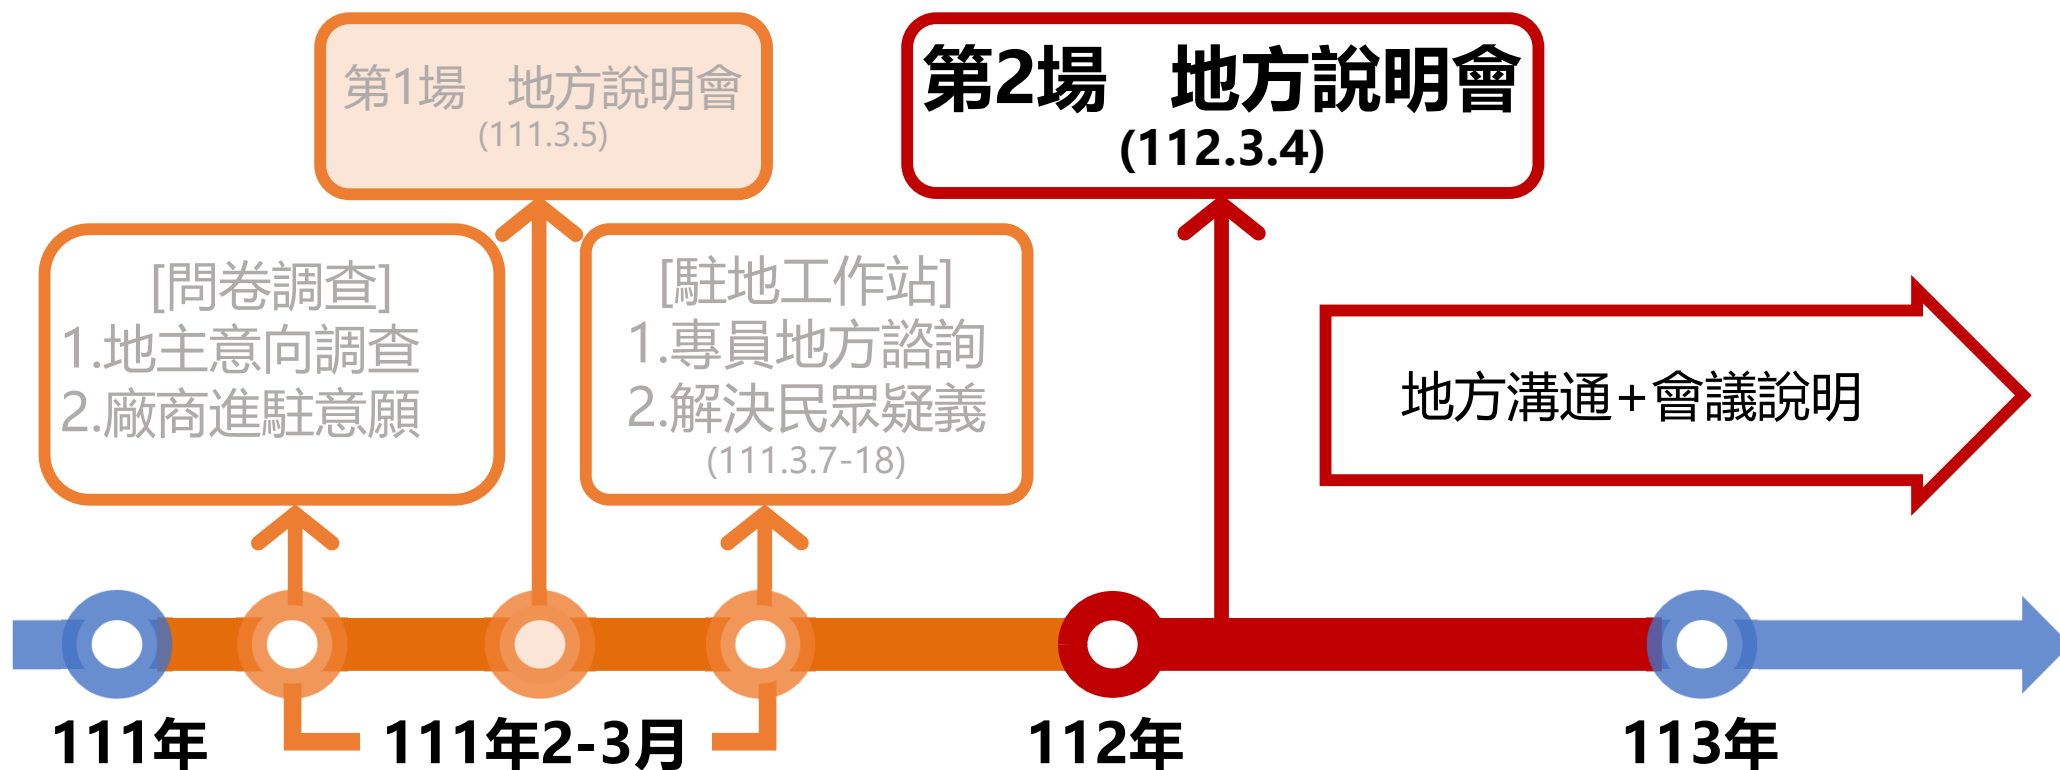 第1場 地方說明會
(111.3.5)
第2場 地方說明會
(112.3.4)
[問卷調查]
1.地主意向調查
2.廠商進駐意願
[駐地工作站]
1.專員地方諮詢
2.解決民眾疑義
(111.3.7-18)
地方溝通+會議說明
111年
111年2-3月
112年
113年